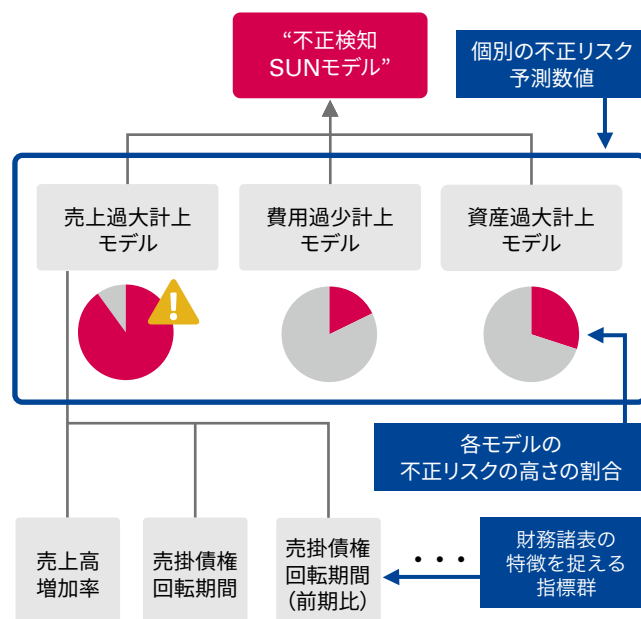 “不正検知
SUNモデル”
個別の不正リスク
予測数値
売上過大計上
モデル
費用過少計上
モデル
資産過大計上
モデル
!
各モデルの
不正リスクの高さの割合
売上高
増加率
売掛債権
回転期間
売掛債権
回転期間
（前期比）
・・・
財務諸表の
特徴を捉える
指標群